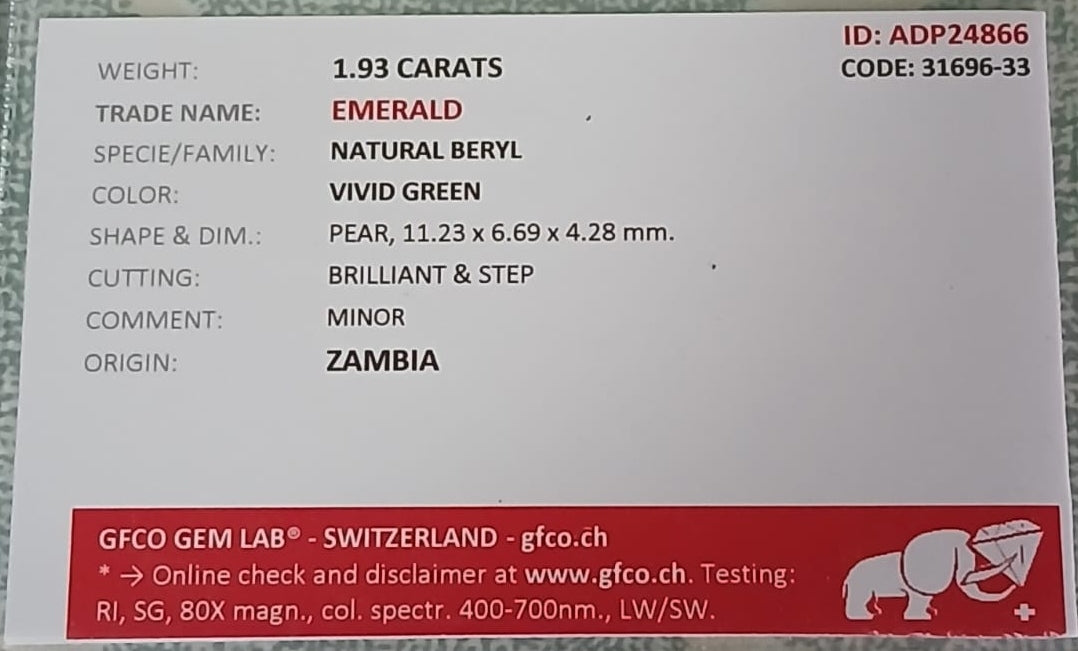 ID: ADP24866
CODE: 31696-33
WEIGHT: 1.93 CARATS
TRADE NAME: EMERALD
SPECIE/FAMILY: NATURAL BERYL
COLOR: VIVID GREEN
SHAPE & DIM.: PEAR, 11.23 x 6.69 x 4.28 mm.
CUTTING: BRILLIANT & STEP
COMMENT: MINOR
ORIGIN: ZAMBIA
GFCO GEM LAB® - SWITZERLAND - gfco.ch
* → Online check and disclaimer at www.gfco.ch. Testing:
RI, SG, 80X magn., col. spectr. 400-700nm., LW/SW.